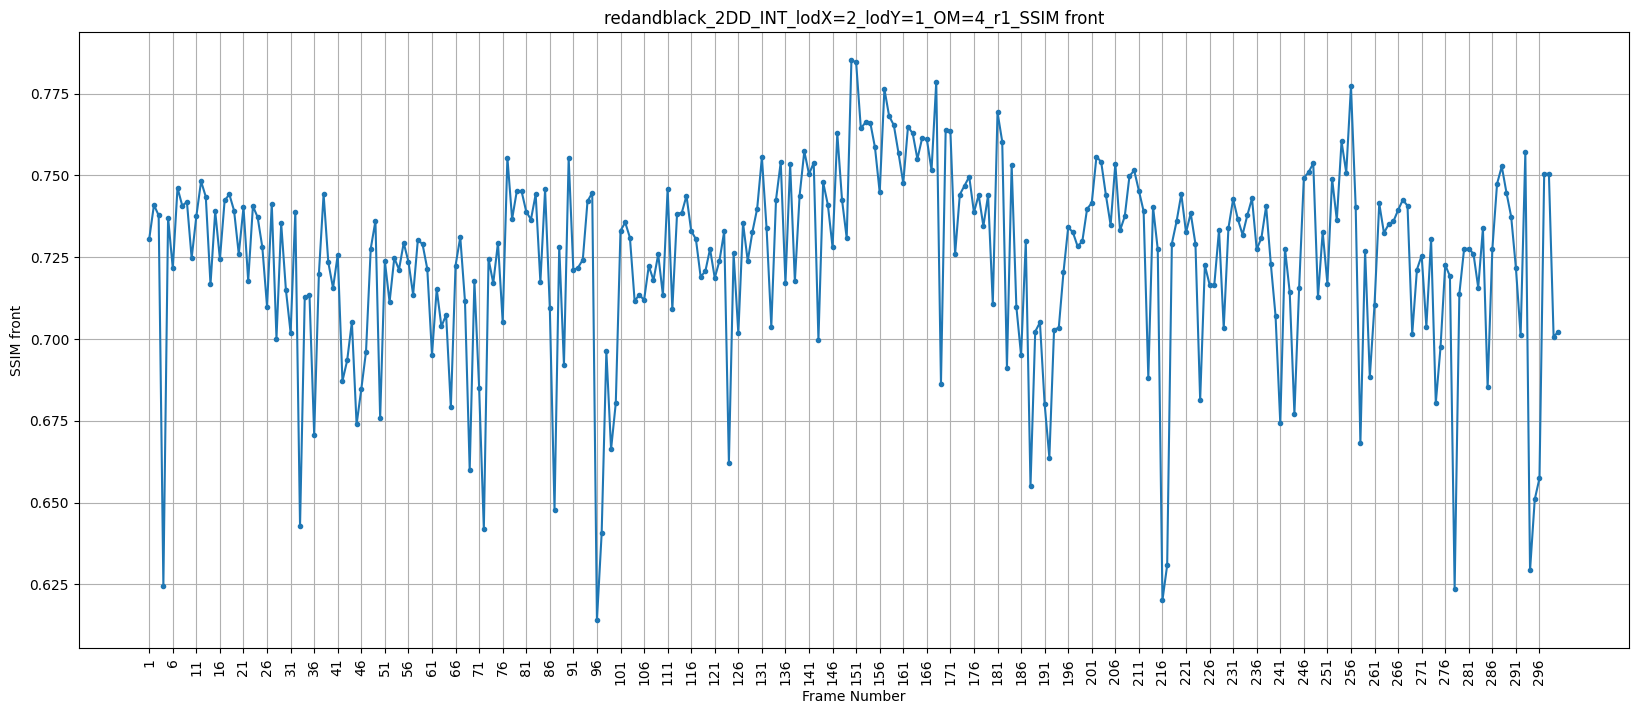 redandblack_2DD_INT_lodX=2_lodY=1_OM=4_r1_SSIM front
SSIM front
0.775
0.750
0.725
0.700
0.675
0.650
0.625
1 6 11 16 21 26 31 36 41 46 51 56 61 66 71 76 81 86 91 96 101 106 111 116 121 126 131 136 141 146 151 156 161 166 171 176 181 186 191 196 201 206 211 216 221 226 231 236 241 246 251 256 261 266 271 276 281 286 291 296
Frame Number